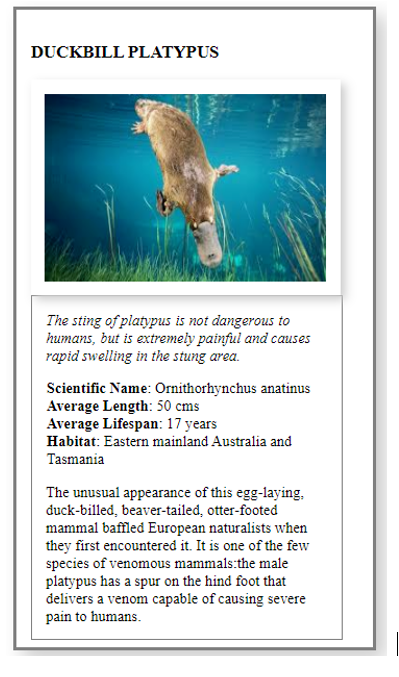 DUCKBILL PLATYPUS
The sting of platypus is not dangerous to
humans, but is extremely painful and causes
rapid swelling in the stung area.
Scientific Name: Ornithorhynchus anatinus
Average Length: 50 cms
Average Lifespan: 17 years
Habitat: Eastern mainland Australia and
Tasmania
The unusual appearance of this egg-laying,
duck-billed, beaver-tailed, otter-footed
mammal baffled European naturalists when
they first encountered it. It is one of the few
species of venomous mammals:the male
platypus has a spur on the hind foot that
delivers a venom capable of causing severe
pain to humans.